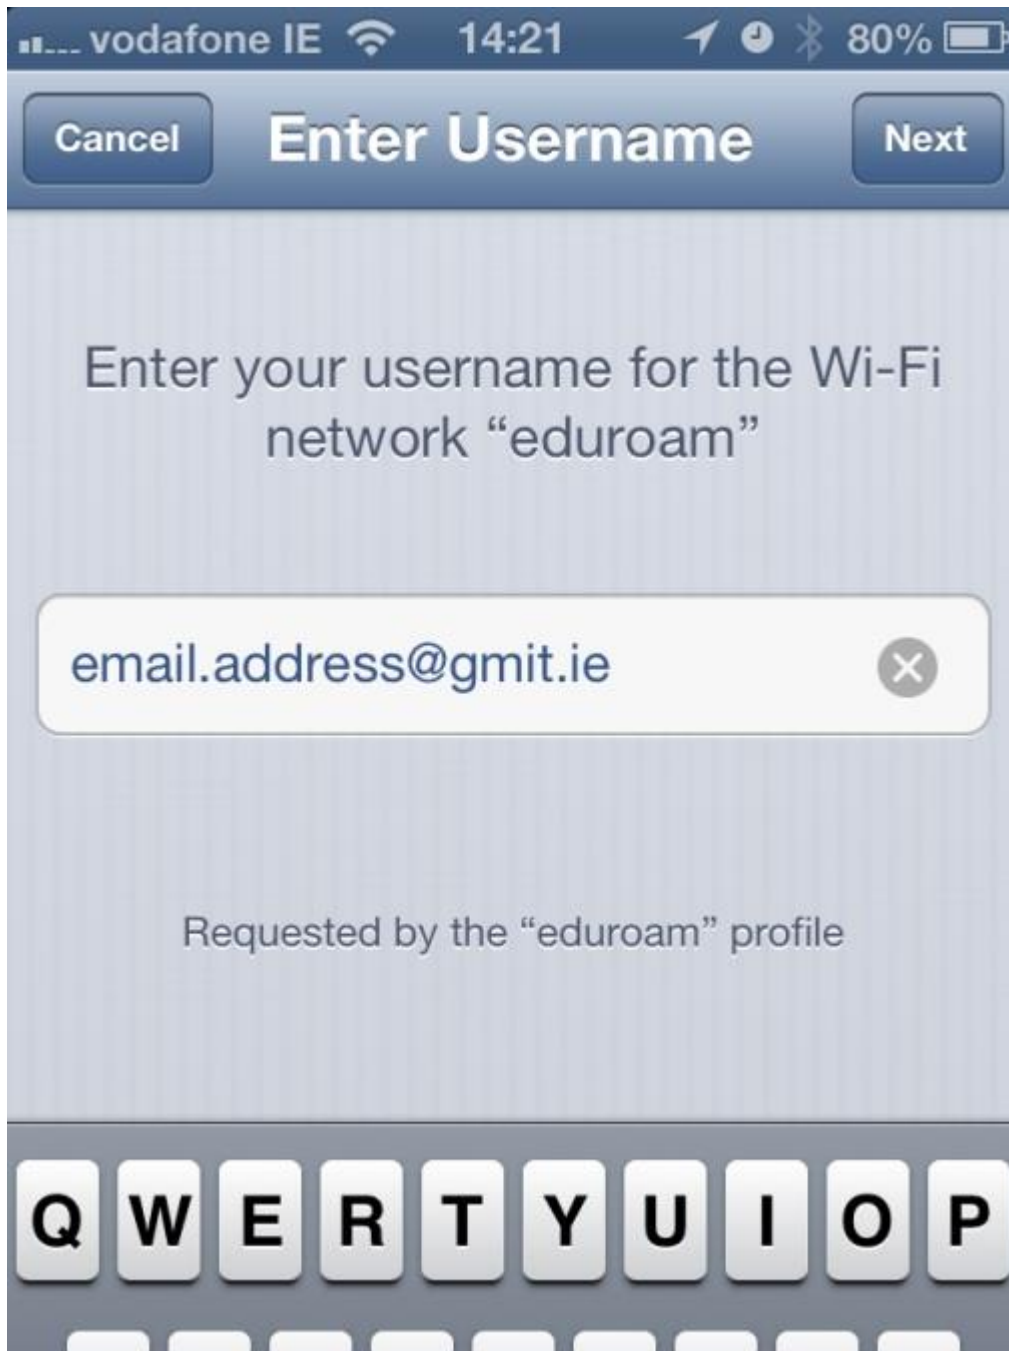 vodafone IE 14:21 80%
Cancel Enter Username Next
Enter your username for the Wi-Fi
network “eduroam”
email.address@gmit.ie
Requested by the “eduroam” profile
Q W E R T Y U I O P